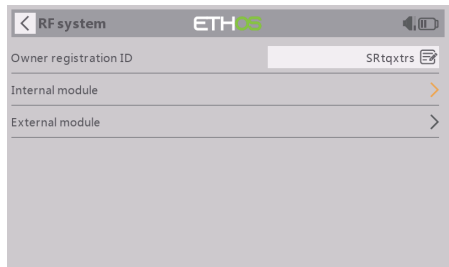 RF system
ETHOS
Owner registration ID
SRtqxtrs
Internal module
External module